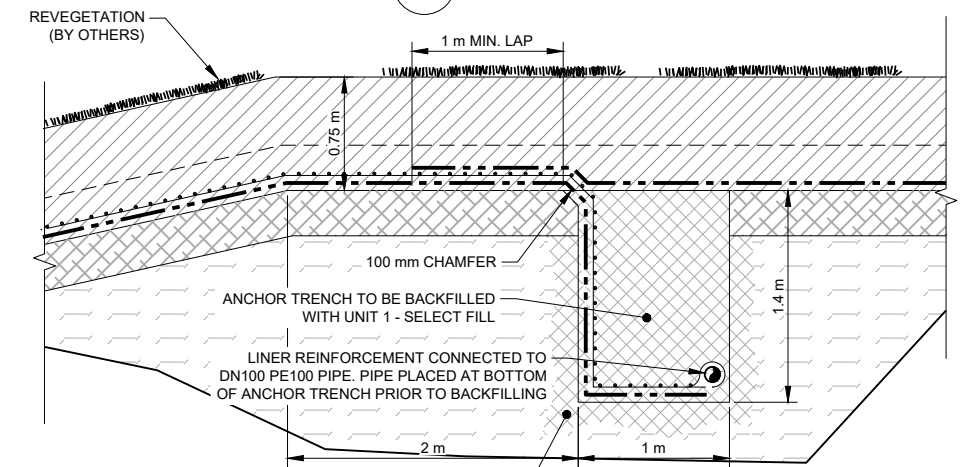 REVEGETATION
(BY OTHERS)
1 m MIN. LAP
0.75 m
100 mm CHAMFER
ANCHOR TRENCH TO BE BACKFILLED
WITH UNIT 1 - SELECT FILL
1.4 m
LINER REINFORCEMENT CONNECTED TO
DN100 PE100 PIPE. PIPE PLACED AT BOTTOM
OF ANCHOR TRENCH PRIOR TO BACKFILLING
2 m
1 m